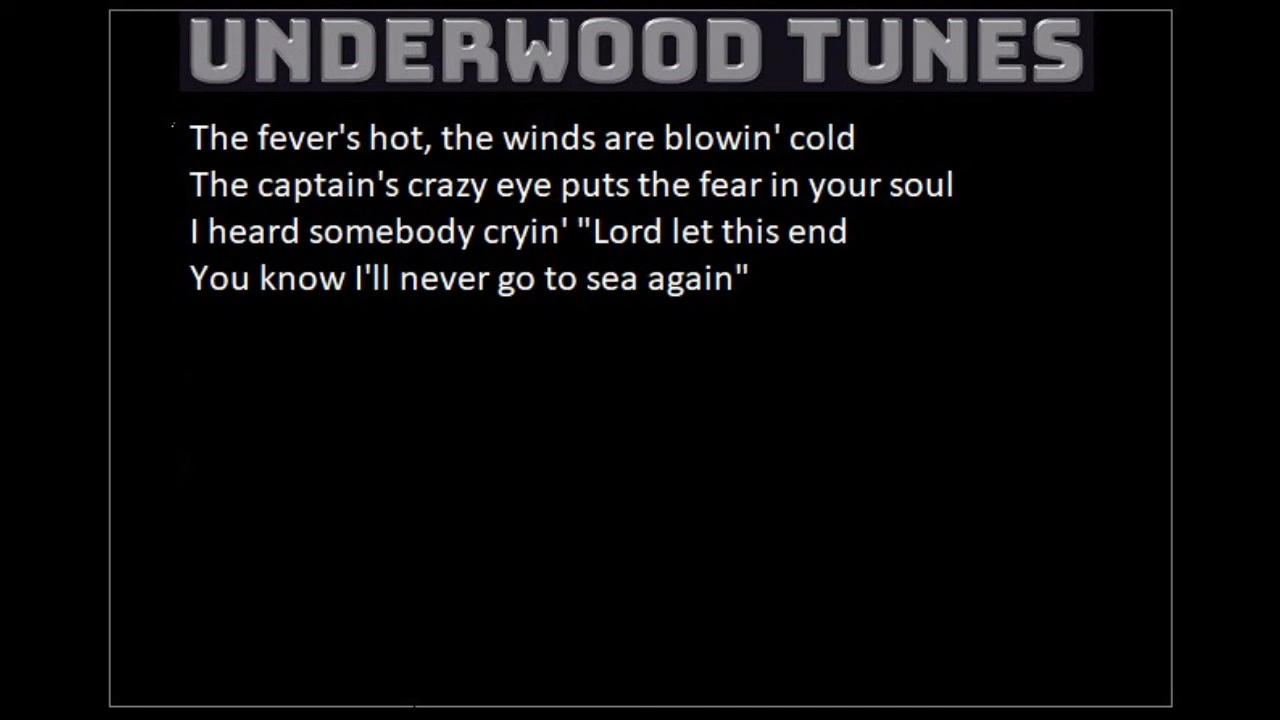 UNDERWOOD TUNES
The fever's hot, the winds are blowin' cold
The captain's crazy eye puts the fear in your soul
I heard somebody cryin' "Lord let this end
You know I'll never go to sea again"